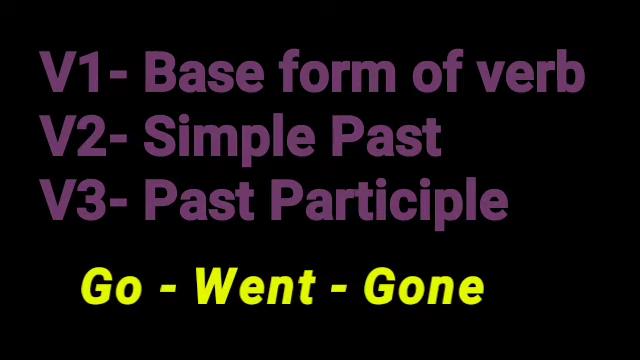 V1- Base form of verb
V2- Simple Past
V3- Past Participle
Go - Went - Gone